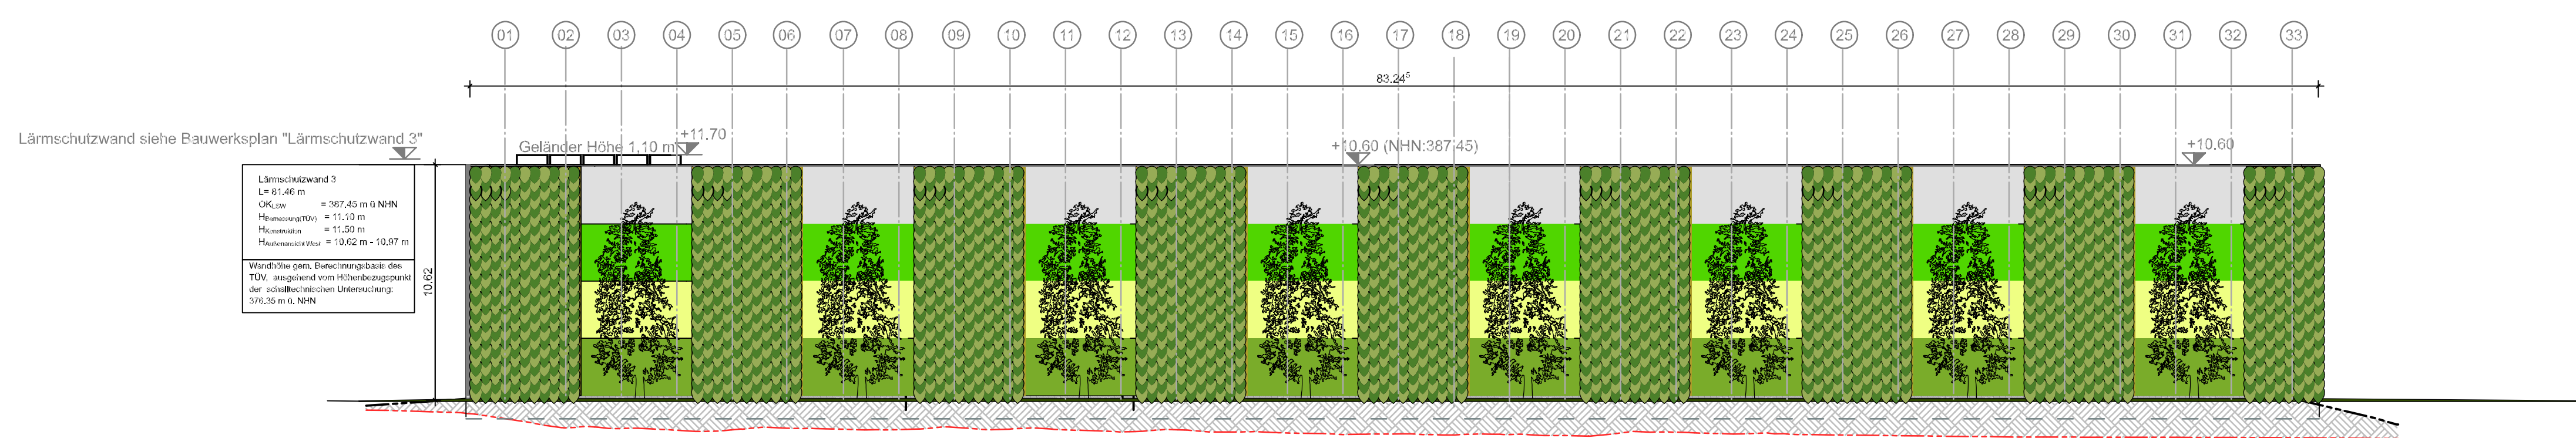 01 02 03 04 05 06 07 08 09 10 11 12 13 14 15 16 17 18 19 20 21 22 23 24 25 26 27 28 29 30 31 32 33
83.24⁵
Lärmschutzwand siehe Bauwerksplan "Lärmschutzwand 3"
Geländer Höhe 1,10 m
+11.70
+10.60 (NHN:387.45)
+10.60
Lärmschutzwand 3
L= 81.46 m
OKLSW = 387.45 m ü NHN
HBemessung(TÜV) = 11.10 m
HKonstruktion = 11.50 m
HAußenansicht West = 10,62 m - 10,97 m
Wandhöhe gem. Berechnungsbasis des
TÜV, ausgehend vom Höhenbezugspunkt
der schalltechnischen Untersuchung:
376.35 m ü. NHN
10.62